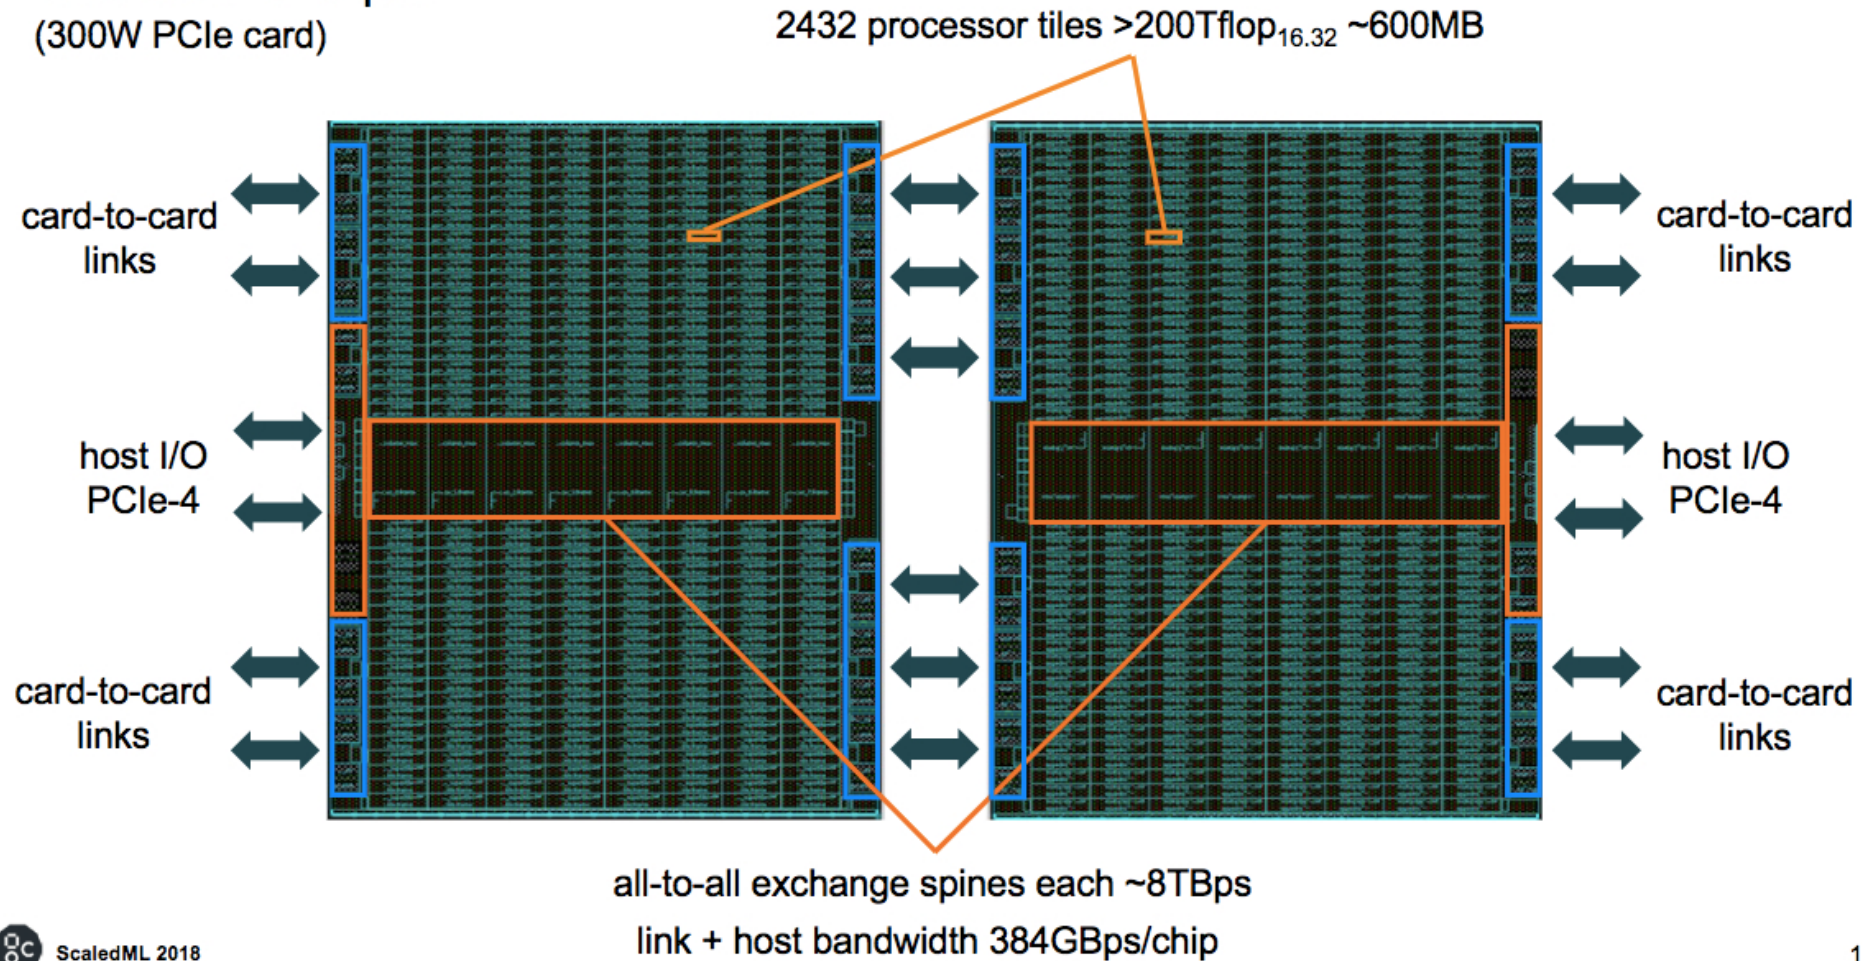 (300W PCIe card)
2432 processor tiles >200Tflop16.32 ~600MB
card-to-card
links
card-to-card
links
host I/O
PCIe-4
host I/O
PCIe-4
card-to-card
links
card-to-card
links
all-to-all exchange spines each ~8TBps
link + host bandwidth 384GBps/chip
ScaledML 2018
1